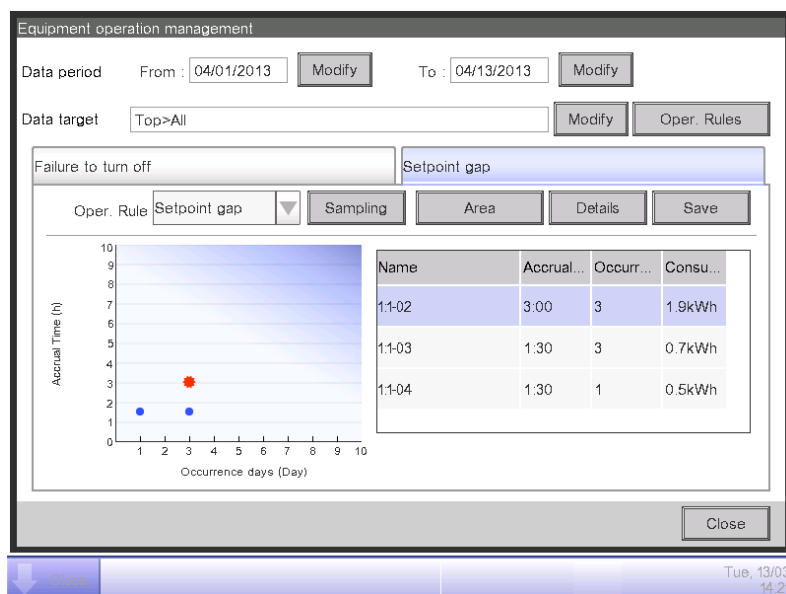 Equipment operation management
Data period From : 04/01/2013 Modify To : 04/13/2013 Modify
Data target Top>All Modify Oper. Rules
Failure to turn off Setpoint gap
Oper. Rule Setpoint gap Sampling Area Details Save
Name Accrual... Occurr... Consu...
1:1-02 3:00 3 1.9kWh
1:1-03 1:30 3 0.7kWh
1:1-04 1:30 1 0.5kWh
Accrual Time (h)
10
9
8
7
6
5
4
3
2
1
0
1 2 3 4 5 6 7 8 9 10
Occurrence days (Day)
Close
Close
Tue, 13/03
14:2